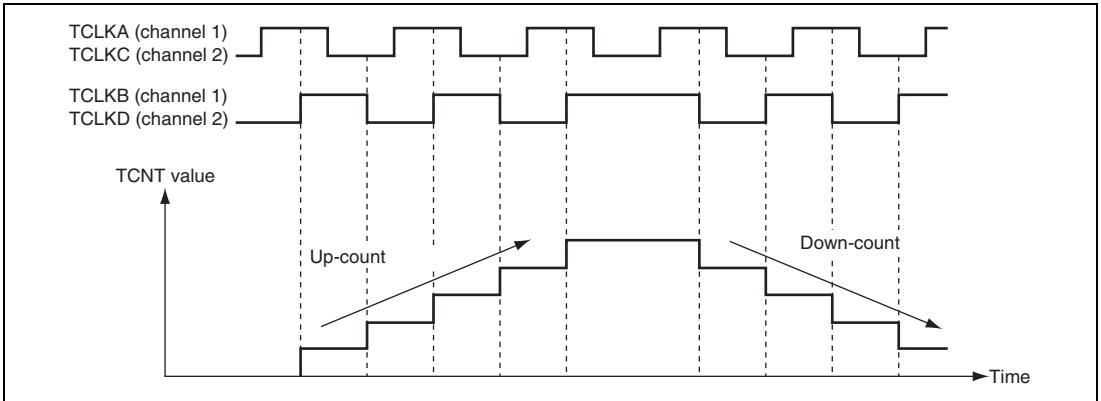 TCLKA (channel 1)
TCLKC (channel 2)
TCLKB (channel 1)
TCLKD (channel 2)
TCNT value
Up-count
Down-count
Time